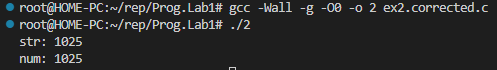 root@HOME-PC:~/rep/Prog.Lab1# gcc -Wall -g -O0 -o 2 ex2.corrected.c
root@HOME-PC:~/rep/Prog.Lab1# ./2
str: 1025
num: 1025